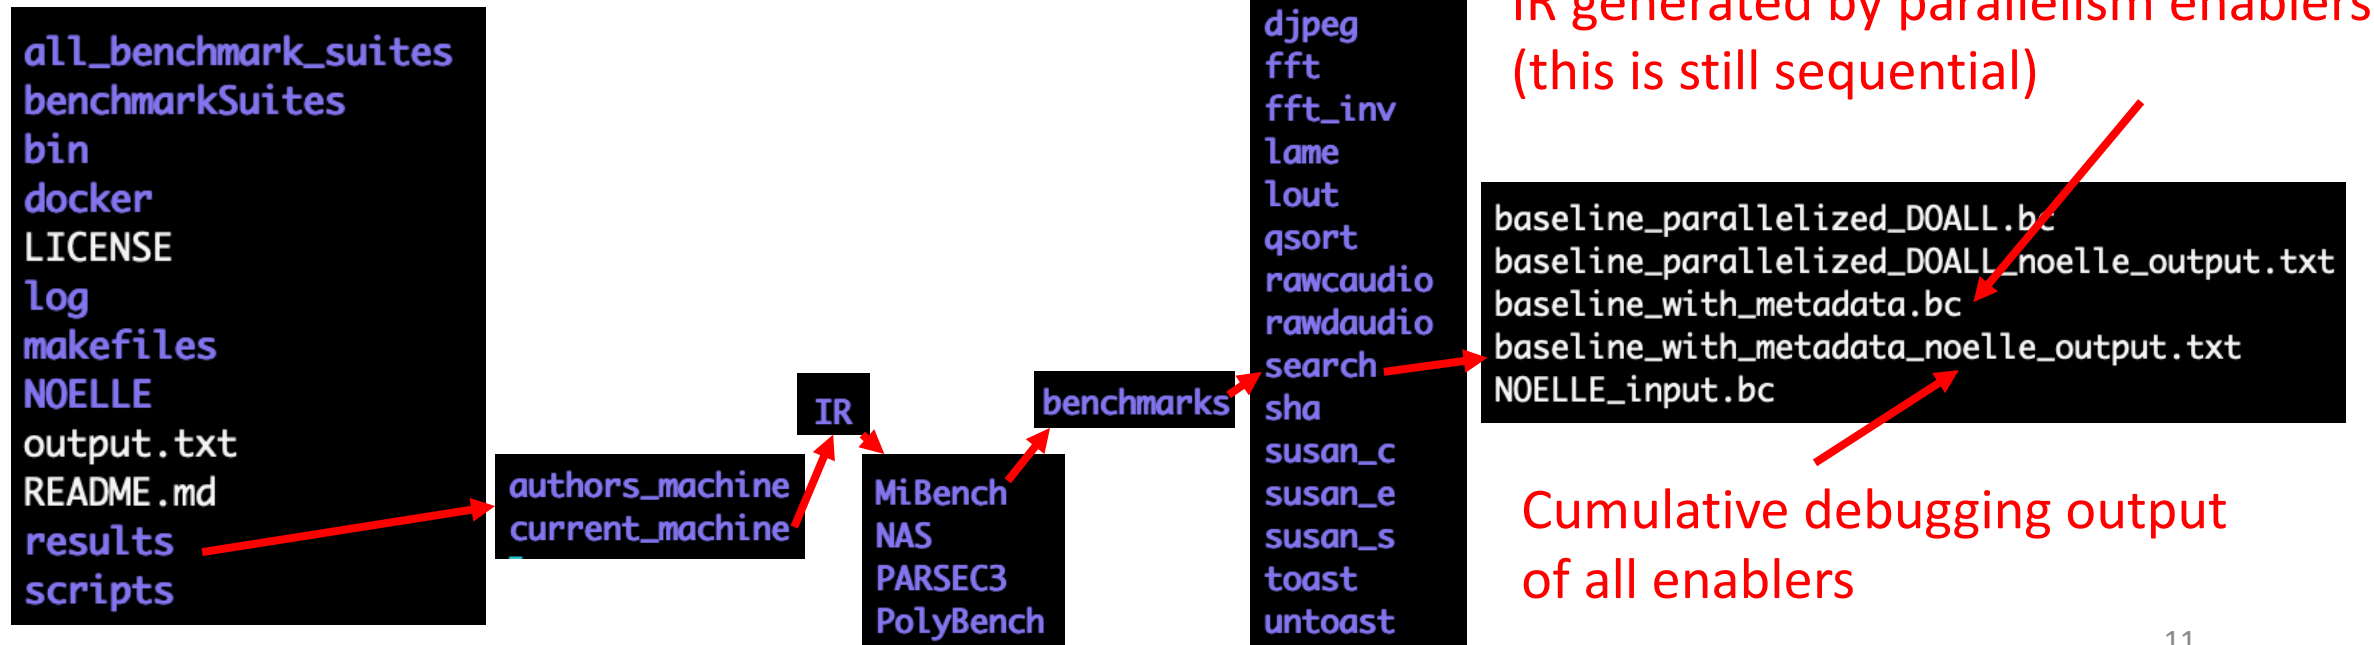 all_benchmark_suites
benchmarkSuites
bin
docker
LICENSE
log
makefiles
NOELLE
output.txt
README.md
results
scripts
authors_machine
current_machine
IR
MiBench
NAS
PARSEC3
PolyBench
benchmarks
djpeg
fft
fft_inv
lame
lout
qsort
rawcaudio
rawdaudio
search
sha
susan_c
susan_e
susan_s
toast
untoast
IR generated by parallelism enablers
(this is still sequential)
baseline_parallelized_DOALL.bc
baseline_parallelized_DOALL_noelle_output.txt
baseline_with_metadata.bc
baseline_with_metadata_noelle_output.txt
NOELLE_input.bc
Cumulative debugging output
of all enablers
11